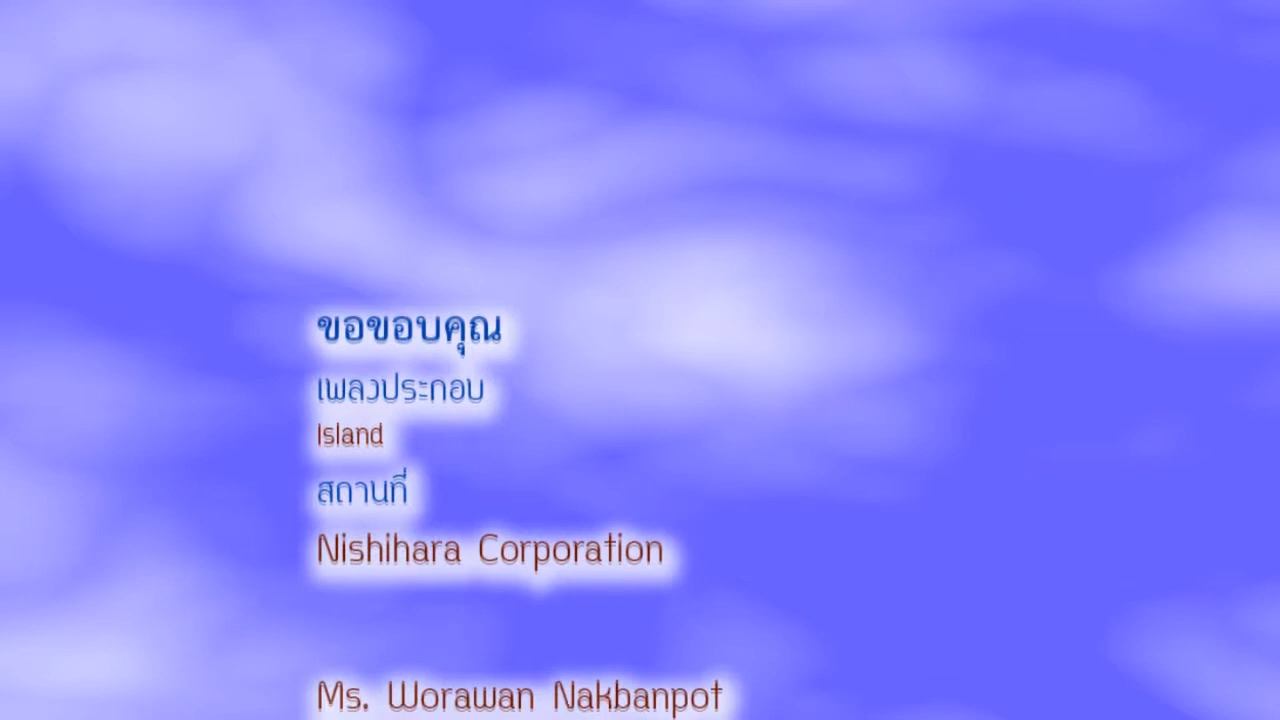 ขอขอบคุณ
เพลงประกอบ
Island
สถานที่
Nishihara Corporation
Ms. Worawan Nakbanpot